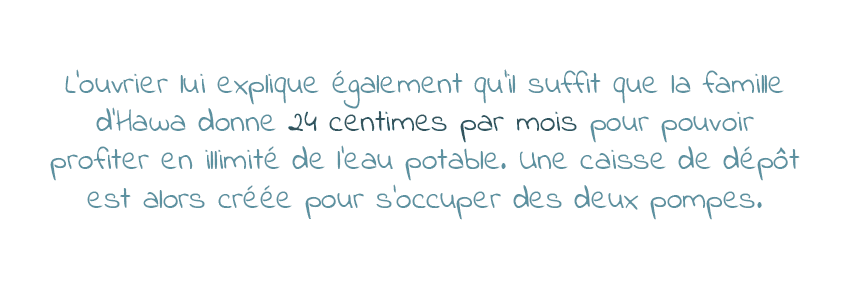 L'ouvrier lui explique également qu'il suffit que la famille
d'Hawa donne 24 centimes par mois pour pouvoir
profiter en illimité de l'eau potable. Une caisse de dépôt
est alors créée pour s'occuper des deux pompes.